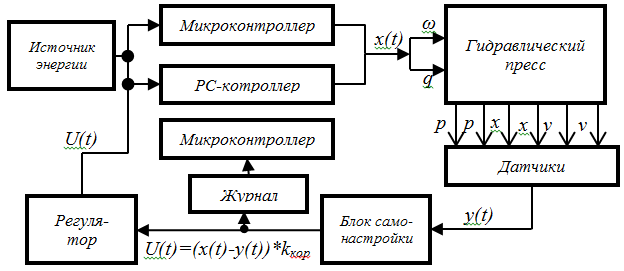 Источник
энергии
Микроконтроллер
PC-котроллер
x(t)
ω
q
Гидравлический
пресс
p p x x v v
U(t)
Микроконтроллер
Журнал
Датчики
Регуля-
тор
Блок само-
настройки
y(t)
U(t)=(x(t)-y(t))*kкор